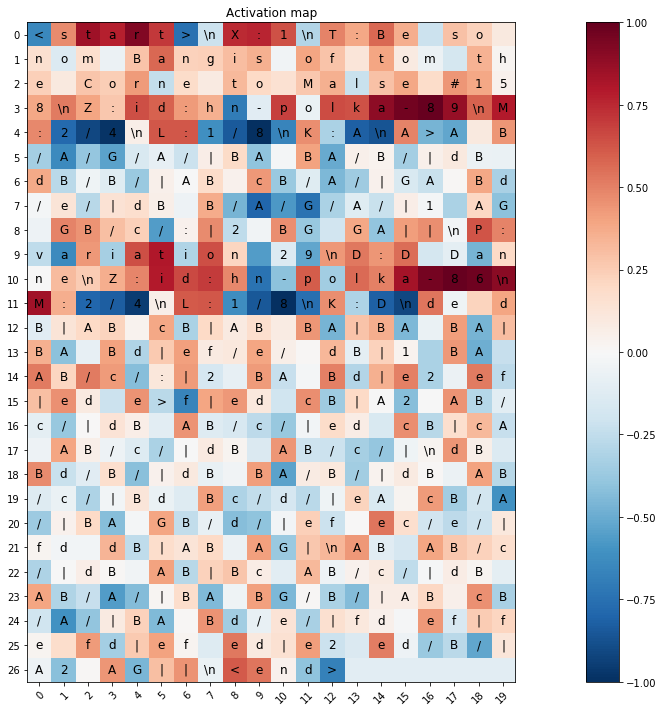 Activation map
0 < s t a r t > \n X : 1 \n T : B e s o
1 n o m B a n g i s o f t o m t h
2 e C o r n e t o M a l s e # 1 5
3 8 \n Z : i d : h n - p o l k a - 8 9 \n M
4 : 2 / 4 \n L : 1 / 8 \n K : A \n A > A B
5 / A / G / A / | B A B A / B / | d B
6 d B / B / | A B c B / A / | G A B d
7 / e / | d B B / A / G / A / | 1 A G
8 G B / c / : | 2 B G G A | | \n P :
9 v a r i a t i o n 2 9 \n D : D D a n
10 n e \n Z : i d : h n - p o l k a - 8 6 \n
11 M : 2 / 4 \n L : 1 / 8 \n K : D \n d e d
12 B | A B c B | A B B A | B A B A |
13 B A B d | e f / e / d B | 1 B A
14 A B / c / : | 2 B A B d | e 2 e f
15 | e d e > f | e d c B | A 2 A B /
16 c / | d B A B / c / | e d c B | c A
17 A B / c / | d B A B / c / | \n d B
18 B d / B / | d B B A / B / | d B A B
19 / c / | B d B c / d / | e A c B / A
20 / | B A G B / d / | e f e c / e / |
21 f d d B | A B A G | \n A B A B / c
22 / | d B A B | B c A B / c / | d B
23 A B / A / | B A B G / B / | A B c B
24 / A / | B A B d / e / | f d e f | f
25 e f d | e f e d | e 2 e d / B / |
26 A 2 A G | | \n < e n d >
0 1 2 3 4 5 6 7 8 9 10 11 12 13 14 15 16 17 18 19
1.00
0.75
0.50
0.25
0.00
−0.25
−0.50
−0.75
−1.00